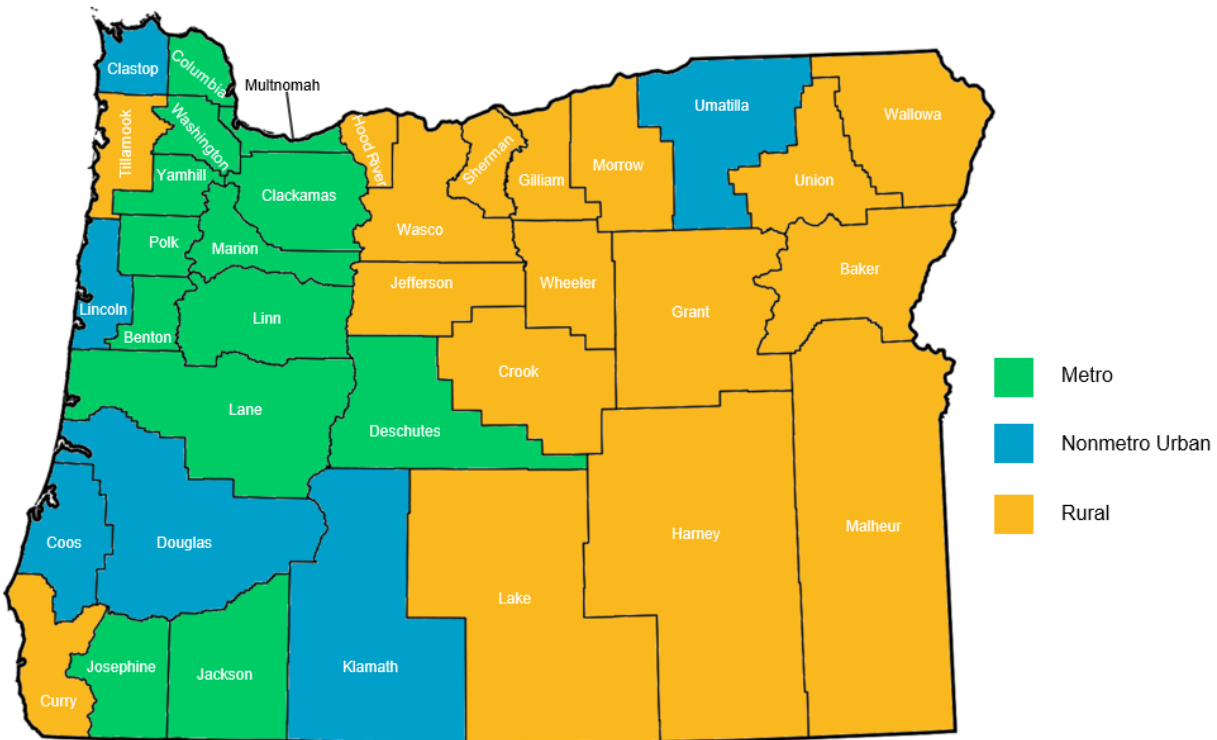 Clastop
Columbia
Multnomah
Umatilla
Wallowa
Tillamook
Washington
Hood River
Sherman
Morrow
Gilliam
Union
Yamhill
Clackamas
Wasco
Polk
Marion
Baker
Jefferson
Wheeler
Lincoln
Linn
Grant
Benton
Crook
Metro
Lane
Deschutes
Nonmetro Urban
Rural
Malheur
Harney
Coos
Douglas
Lake
Josephine
Jackson
Klamath
Curry